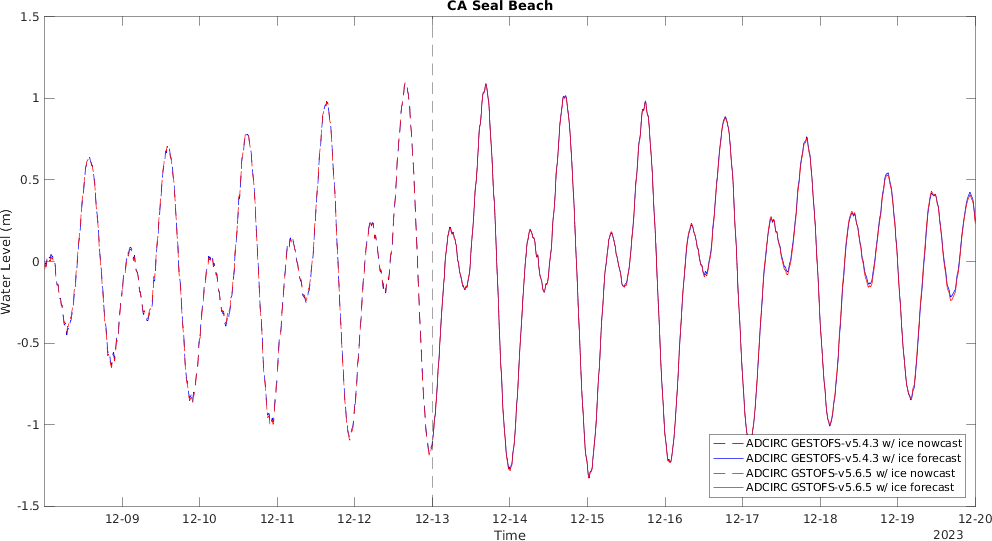 CA Seal Beach
1.5
1
0.5
0
-0.5
-1
-1.5
Water Level (m)
12-09 12-10 12-11 12-12 12-13 12-14 12-15 12-16 12-17 12-18 12-19 12-20
Time
2023
ADCIRC GESTOFS-v5.4.3 w/ ice nowcast
ADCIRC GESTOFS-v5.4.3 w/ ice forecast
ADCIRC GSTOFS-v5.6.5 w/ ice nowcast
ADCIRC GSTOFS-v5.6.5 w/ ice forecast